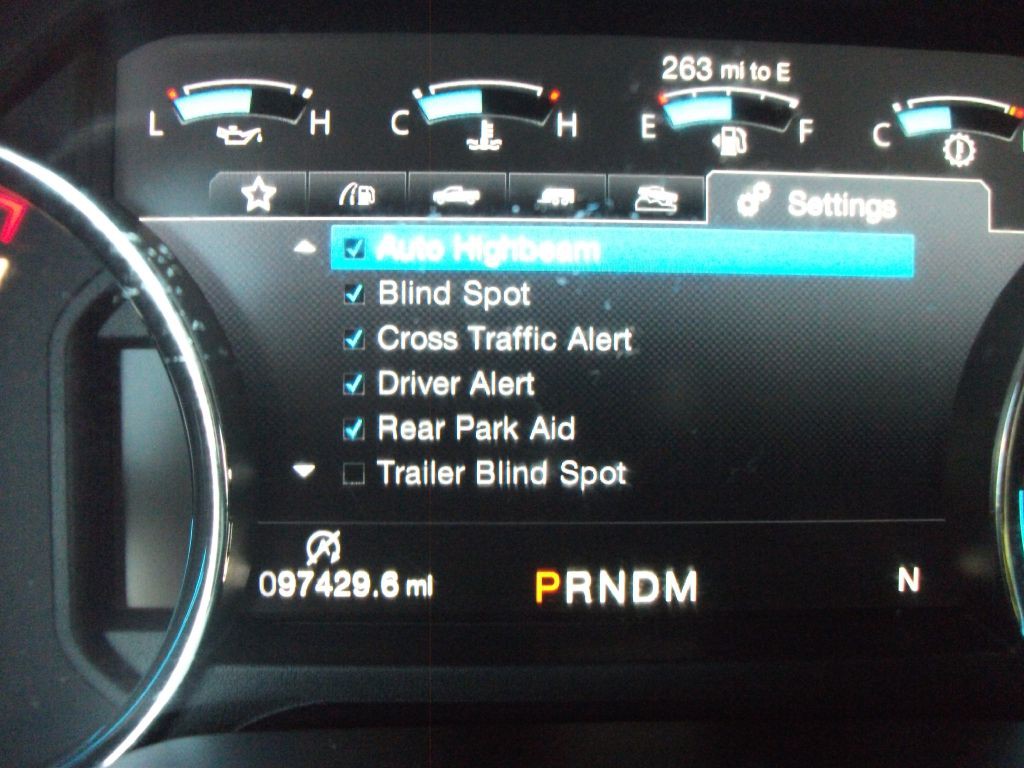 263 mi to E
L H C H E F C
Settings
Auto Highbeam
Blind Spot
Cross Traffic Alert
Driver Alert
Rear Park Aid
Trailer Blind Spot
097429.6 mi PRNDM N